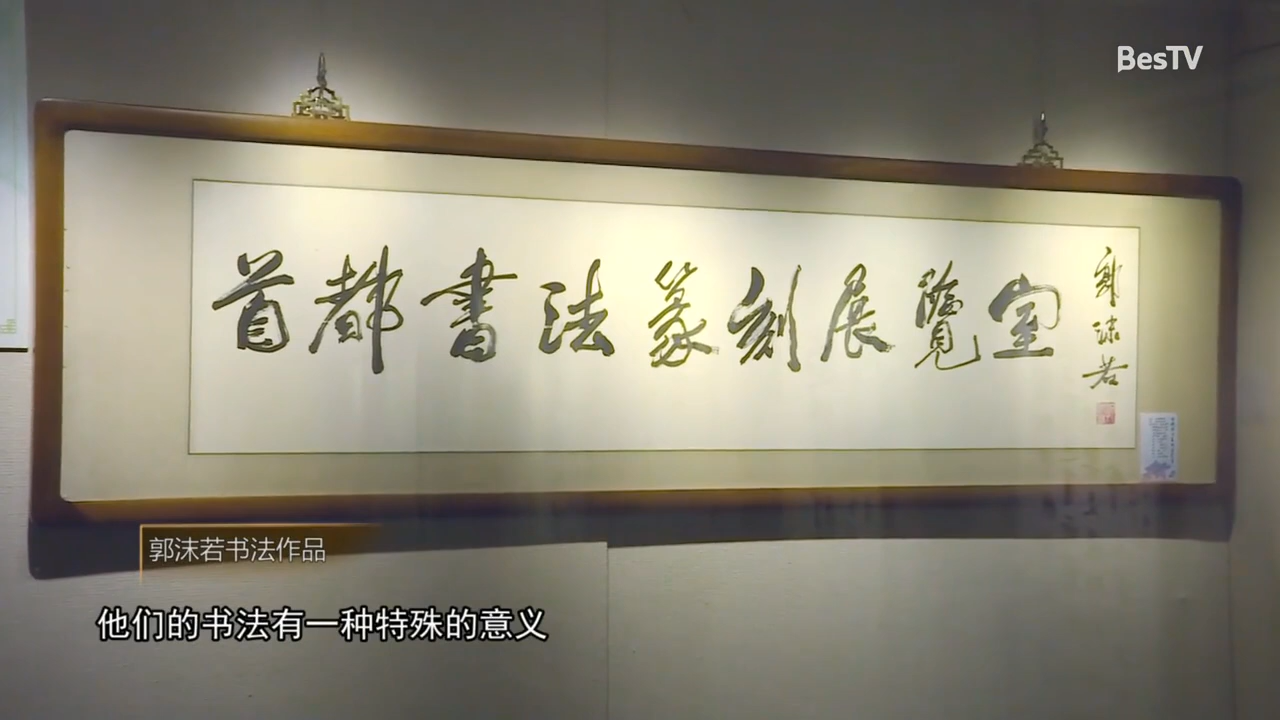 BesTV
首都書法篆刻展覽室
郭沫若
郭沫若书法作品
他们的书法有一种特殊的意义